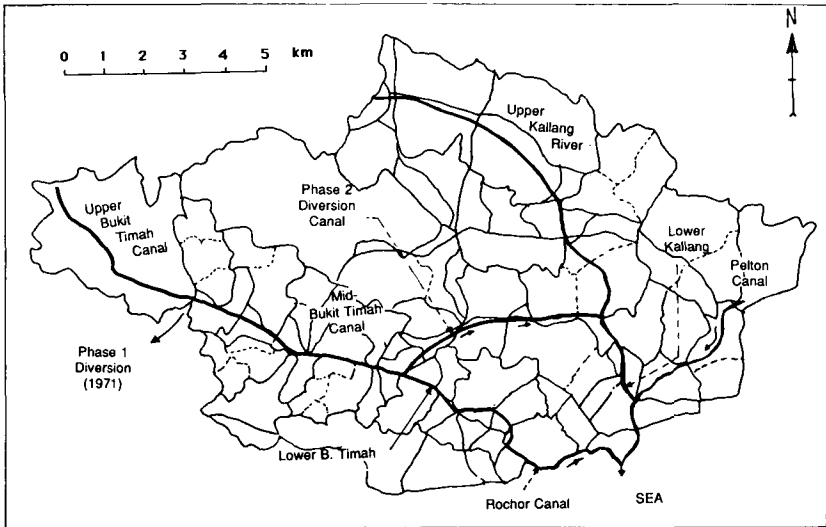 0 1 2 3 4 5 km
N
Upper
Kallang
River
Phase 2
Diversion
Canal
Upper
Bukit
Timah
Canal
Lower
Kallang
Pelton
Canal
Mid-
Bukit Timah
Canal
Phase 1
Diversion
(1971)
Lower B. Timah
Rochor Canal
SEA